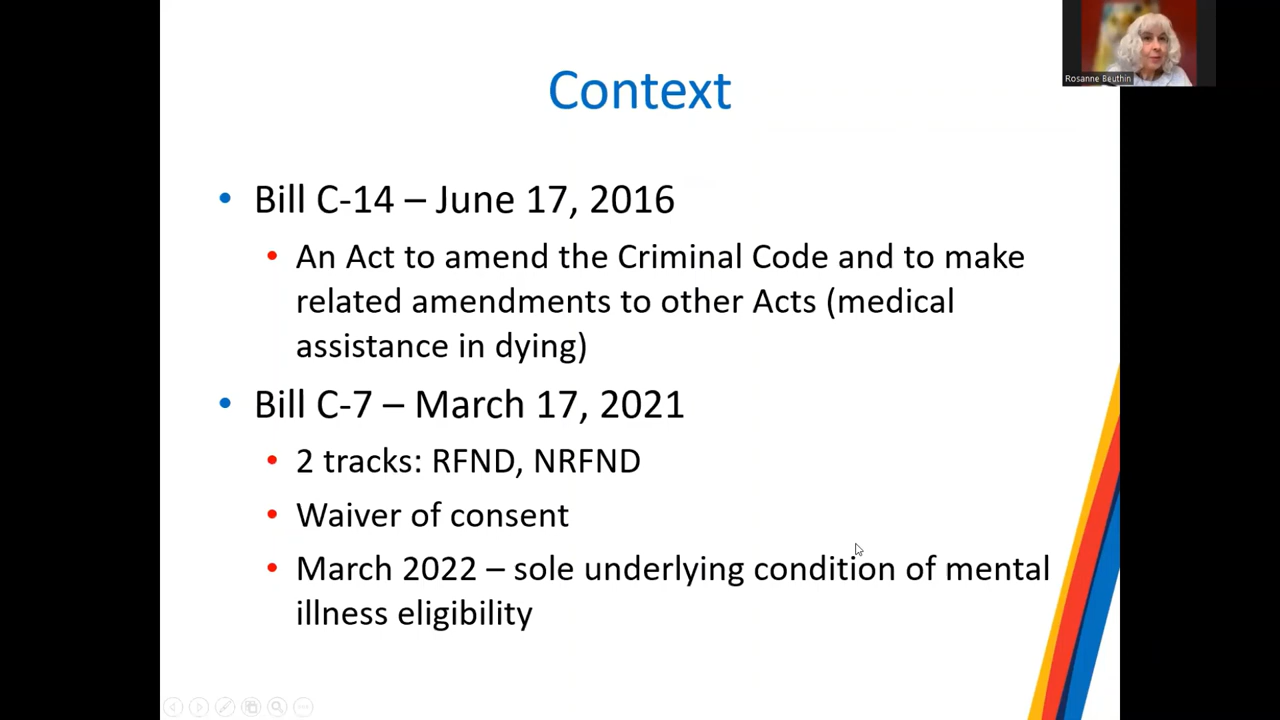 Rosanne Beuthin
Context
• Bill C-14 – June 17, 2016
• An Act to amend the Criminal Code and to make
related amendments to other Acts (medical
assistance in dying)
• Bill C-7 – March 17, 2021
• 2 tracks: RFND, NRFND
• Waiver of consent
• March 2022 – sole underlying condition of mental
illness eligibility